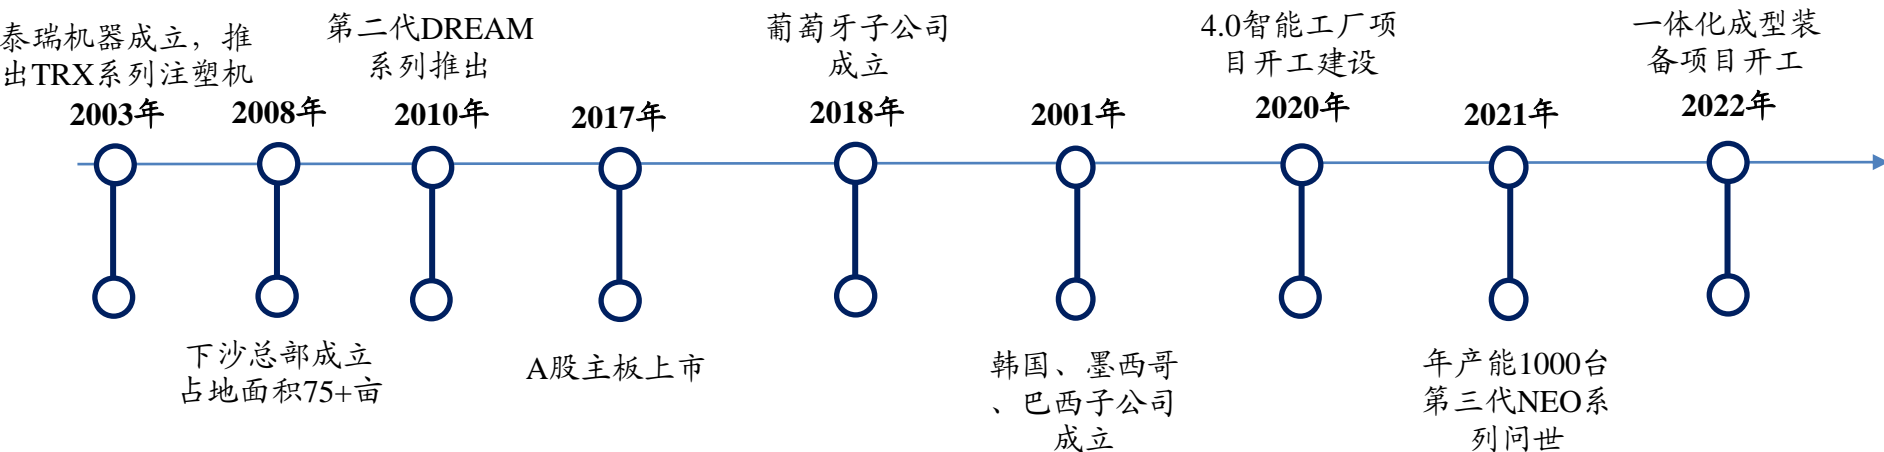 泰瑞机器成立，推
出TRX系列注塑机
2003年
2008年
下沙总部成立
占地面积75+亩
第二代DREAM
系列推出
2010年
2017年
A股主板上市
葡萄牙子公司
成立
2018年
2001年
韩国、墨西哥
、巴西子公司
成立
4.0智能工厂项
目开工建设
2020年
2021年
年产能1000台
第三代NEO系
列问世
一体化成型装
备项目开工
2022年